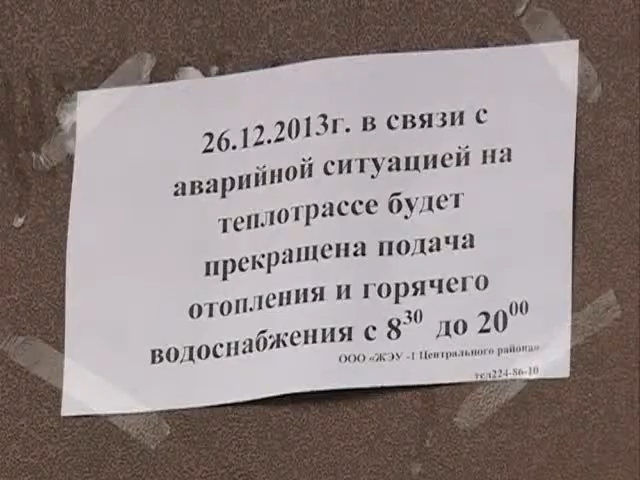 26.12.2013г. в связи с
аварийной ситуацией на
теплотрассе будет
прекращена подача
отопления и горячего
водоснабжения с 8³⁰ до 20⁰⁰
ООО «ЖЭУ -1 Центрального района»
тел224-86-10